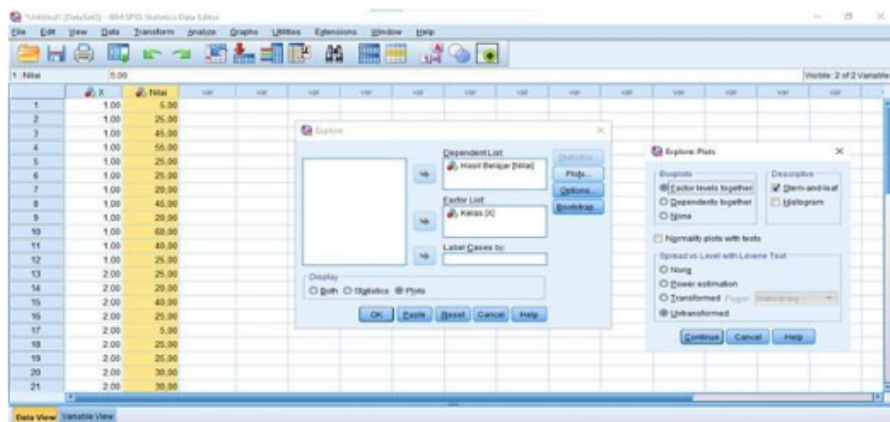 *Untitled1 [DataSet0] - IBM SPSS Statistics Data Editor
File Edit View Data Transform Analyze Graphs Utilities Extensions Window Help
1 : Nilai 5,00 Visible: 2 of 2 Variables
X Nilai var var var var var var var var var var var var
1 1,00 5,00
2 1,00 25,00
3 1,00 45,00
4 1,00 55,00
5 1,00 25,00
6 1,00 25,00
7 1,00 20,00
8 1,00 45,00
9 1,00 20,00
10 1,00 60,00
11 1,00 40,00
12 1,00 25,00
13 2,00 25,00
14 2,00 20,00
15 2,00 40,00
16 2,00 25,00
17 2,00 5,00
18 2,00 25,00
19 2,00 25,00
20 2,00 30,00
21 2,00 30,00
Explore
Dependent List:
Hasil Belajar [Nilai]
Factor List:
Kelas [X]
Label Cases by:
Statistics...
Plots...
Options...
Bootstrap...
Display
Both Statistics Plots
OK Paste Reset Cancel Help
Explore: Plots
Boxplots
Factor levels together
Dependents together
None
Descriptive
Stem-and-leaf
Histogram
Normality plots with tests
Spread vs Level with Levene Test
None
Power estimation
Transformed Power: Natural log
Untransformed
Continue Cancel Help
Data View Variable View